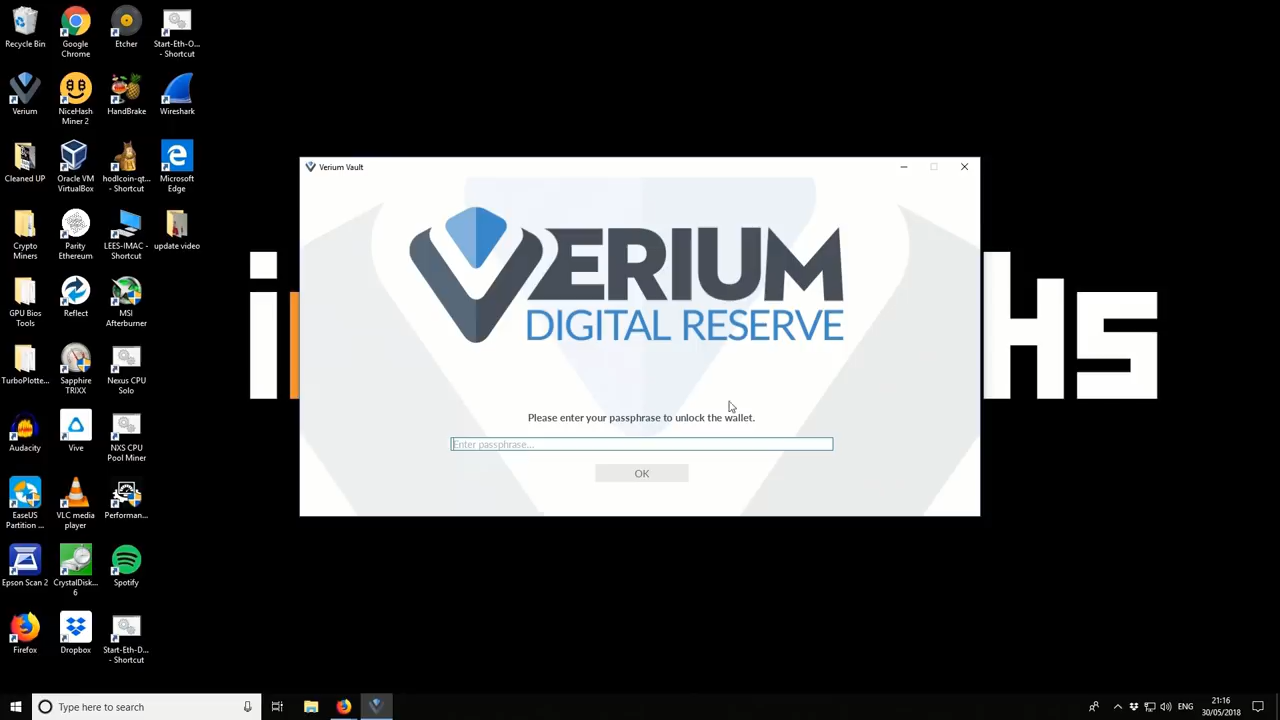 Recycle Bin
Google
Chrome
Etcher
Start-Eth-O...
- Shortcut
Verium
NiceHash
Miner 2
HandBrake
Wireshark
Cleaned UP
Oracle VM
VirtualBox
hodlcoin-qt...
- Shortcut
Microsoft
Edge
Crypto
Miners
Parity
Ethereum
LEES-IMAC -
Shortcut
update video
GPU Bios
Tools
Reflect
MSI
Afterburner
TurboPlotte...
Sapphire
TRIXX
Nexus CPU
Solo
Audacity
Vive
NXS CPU
Pool Miner
EaseUS
Partition ...
VLC media
player
Performan...
Epson Scan 2
CrystalDisk...
6
Spotify
Firefox
Dropbox
Start-Eth-D...
- Shortcut
Verium Vault
VERIUM
DIGITAL RESERVE
Please enter your passphrase to unlock the wallet.
Enter passphrase...
OK
Type here to search
ENG
21:16
30/05/2018